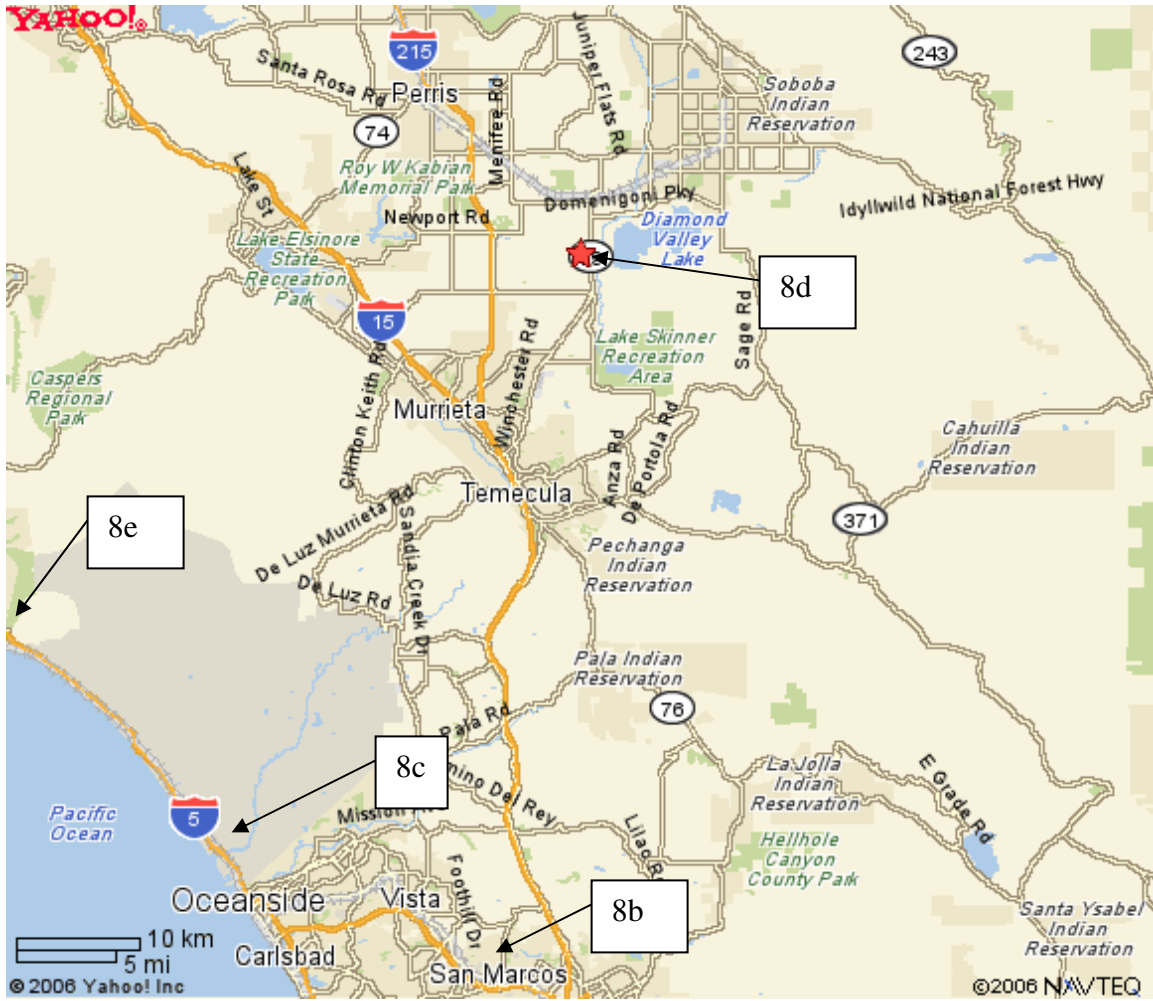 YAHOO!®
215
243
Juniper Flats Rd
Santa Rosa Rd
Perris
Menifee Rd
Soboba
Indian
Reservation
74
Lake St
Roy W Kabian
Memorial Park
Domenigoni Pky
Idyllwild National Forest Hwy
Newport Rd
Diamond
Valley
Lake
Lake Elsinore
State
Recreation
Park
8d
15
Winchester Rd
Lake Skinner
Recreation
Area
Sage Rd
Caspers
Regional
Park
Clinton Keith Rd
Murrieta
Cahuilla
Indian
Reservation
Anza Rd
De Portola Rd
Temecula
8e
371
De Luz Murrieta Rd
Sandia Creek Dr
Pechanga
Indian
Reservation
De Luz Rd
Pala Indian
Reservation
76
Pala Rd
8c
mino Del Rey
La Jolla
Indian
Reservation
E Grade Rd
Pacific
Ocean
5
Mission
Lilac R
Hellhole
Canyon
County Park
Foothill Dr
Oceanside
Vista
8b
Santa Ysabel
Indian
Reservation
10 km
5 mi
Carlsbad
San Marcos
© 2006 Yahoo! Inc
©2006 NAVTEQ